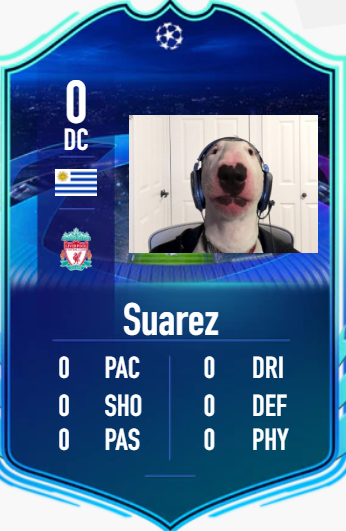 0
DC
Suarez
0 PAC 0 DRI
0 SHO 0 DEF
0 PAS 0 PHY